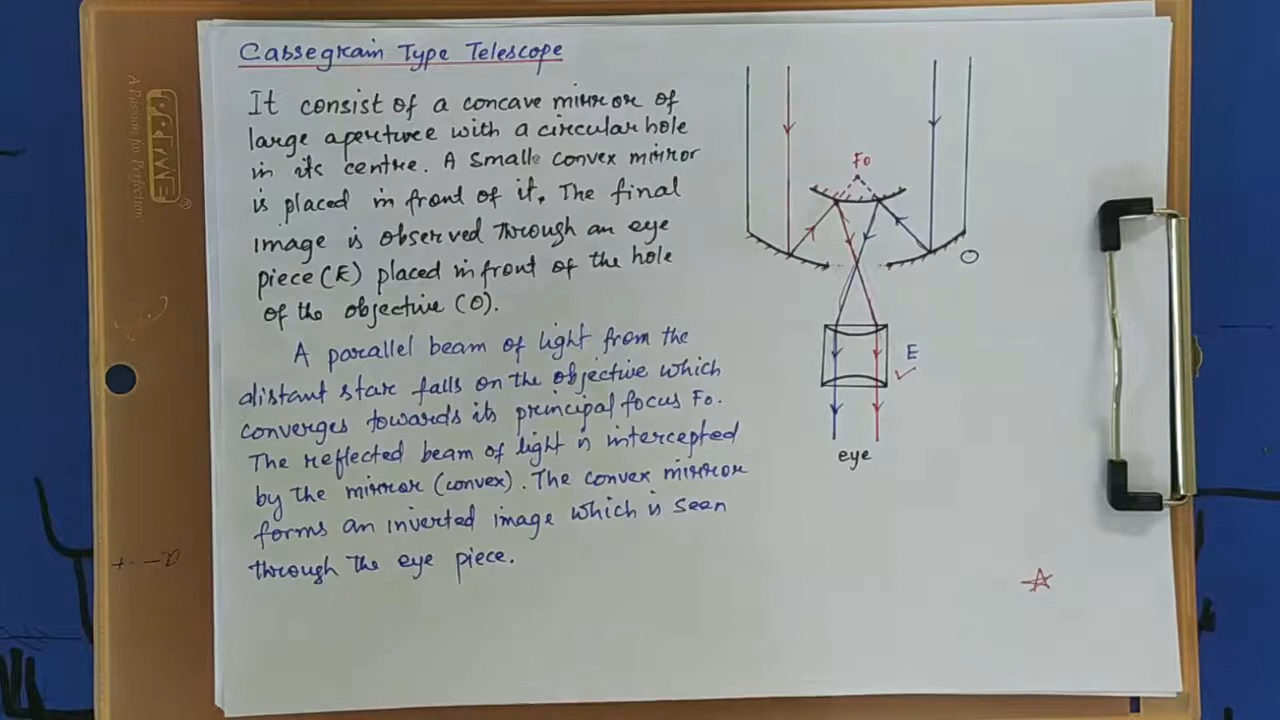 Cassegrain Type Telescope
It consist of a concave mirror of
large aperture with a circular hole
in its centre. A small convex mirror
is placed in front of it. The final
image is observed through an eye
piece (E) placed in front of the hole
of the objective (O).
A parallel beam of light from the
distant star falls on the objective which
converges towards its principal focus Fo.
The reflected beam of light is intercepted
by the mirror (convex). The convex mirror
forms an inverted image which is seen
through the eye piece.
Fo
O
E
eye
A Passion for Perfection